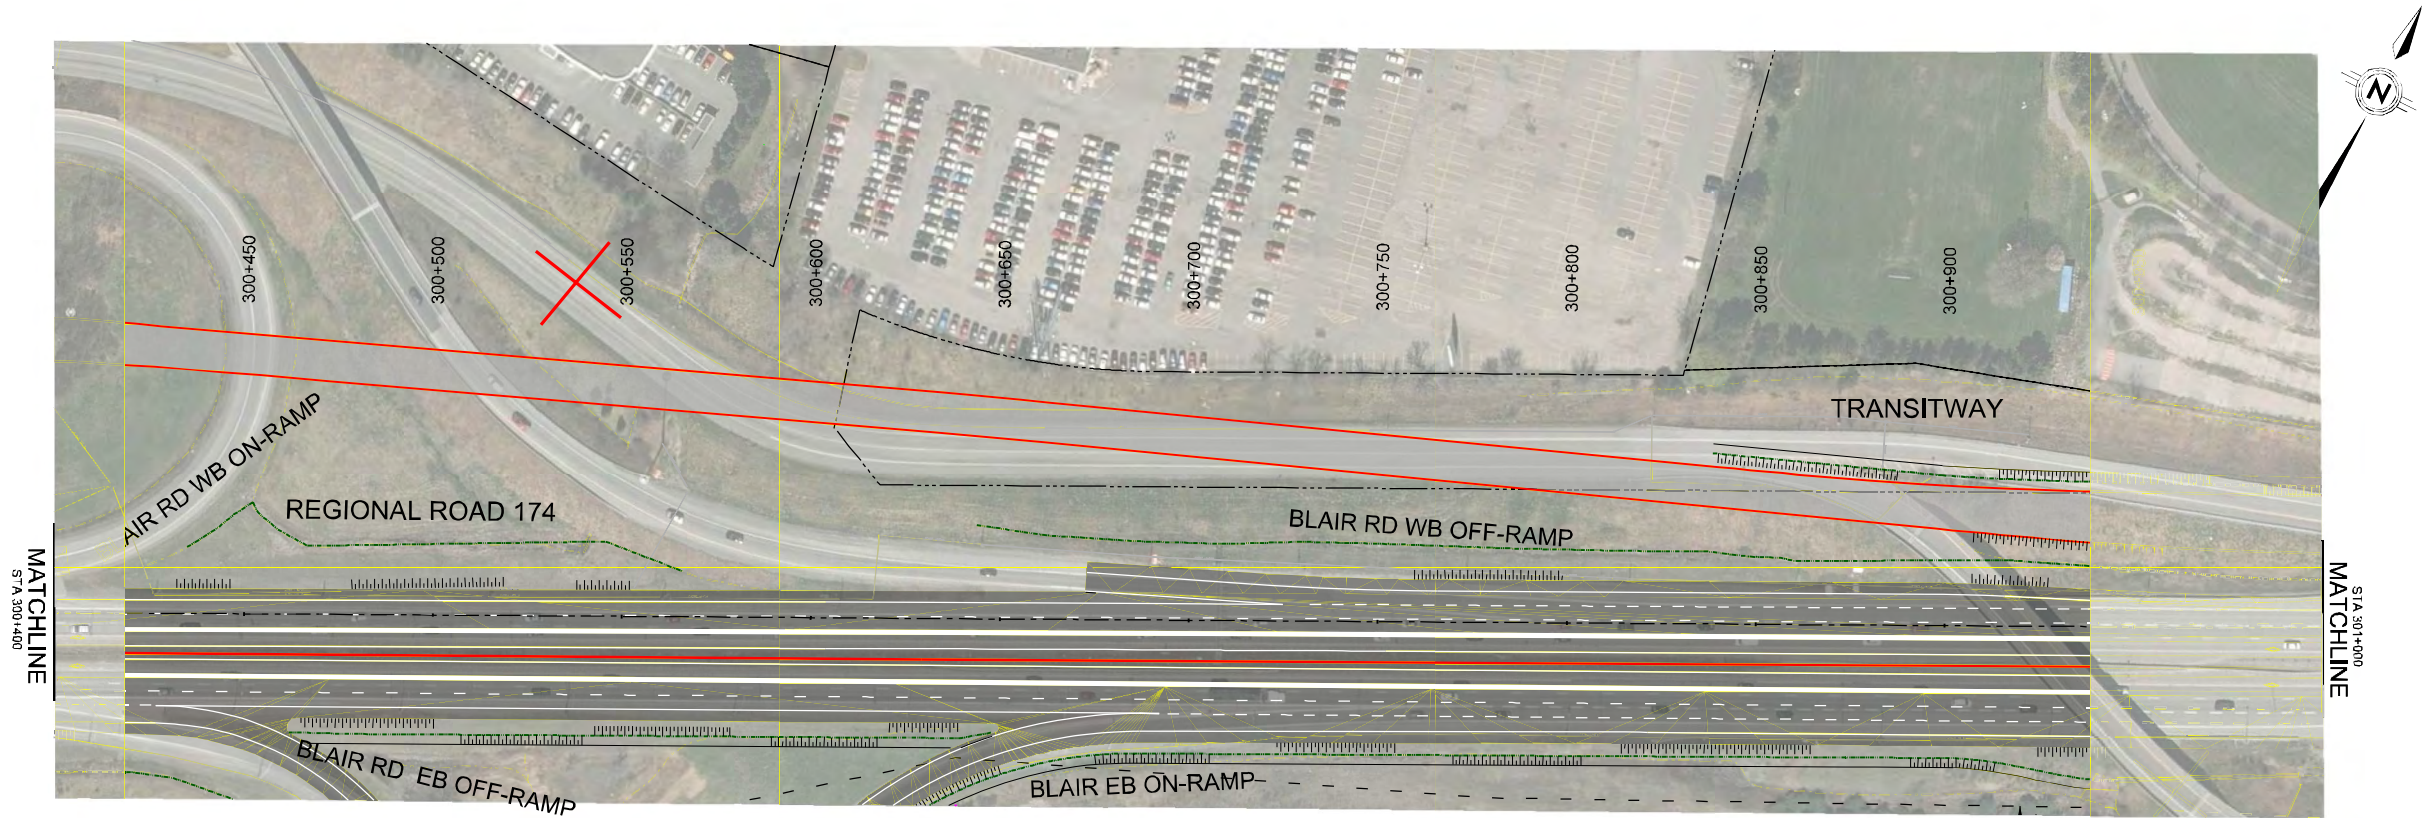 N
300+450
300+500
300+550
300+600
300+650
300+700
300+750
300+800
300+850
300+900
TRANSITWAY
AIR RD WB ON-RAMP
REGIONAL ROAD 174
BLAIR RD WB OFF-RAMP
MATCHLINE
STA 300+400
MATCHLINE
STA 301+000
BLAIR RD EB OFF-RAMP
BLAIR EB ON-RAMP